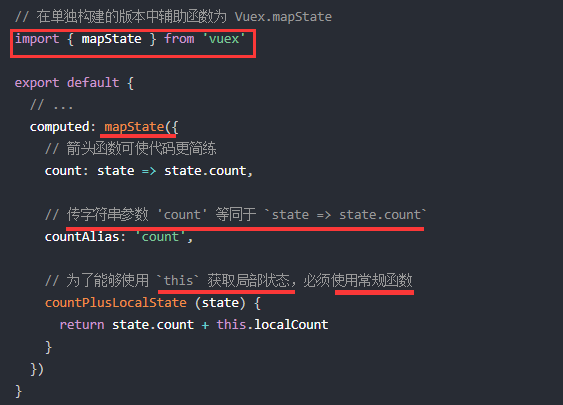 // 在单独构建的版本中辅助函数为 Vuex.mapState
import { mapState } from 'vuex'

export default {
  // ...
  computed: mapState({
    // 箭头函数可使代码更简练
    count: state => state.count,

    // 传字符串参数 'count' 等同于 `state => state.count`
    countAlias: 'count',

    // 为了能够使用 `this` 获取局部状态，必须使用常规函数
    countPlusLocalState (state) {
      return state.count + this.localCount
    }
  })
}